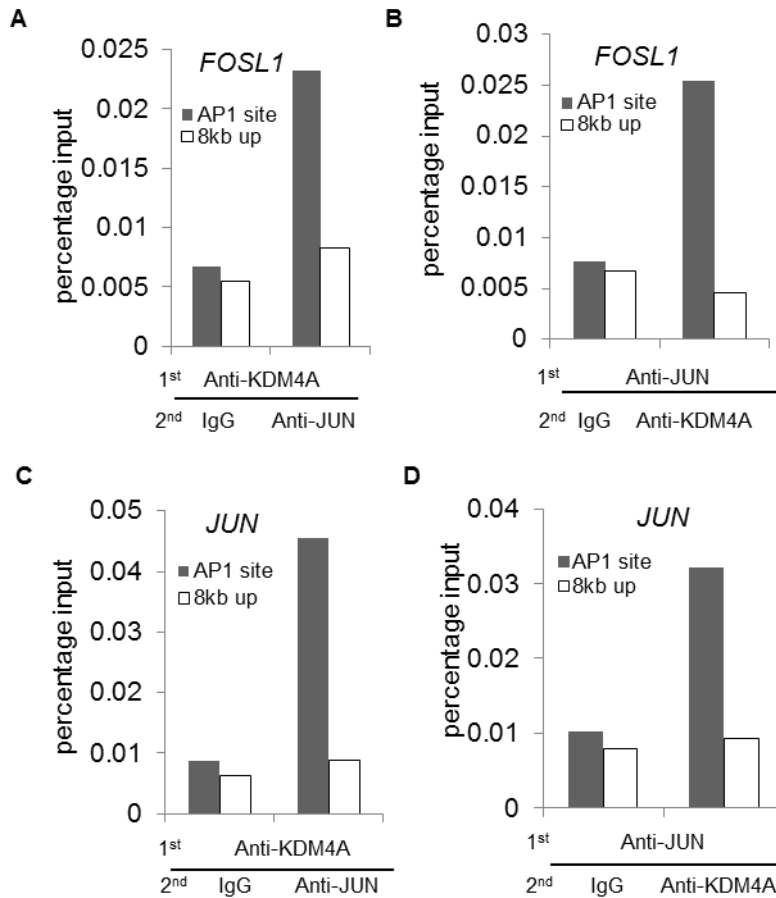 A
FOSL1
AP1 site
8kb up
percentage input
0.025
0.02
0.015
0.01
0.005
0
1st Anti-KDM4A
2nd IgG Anti-JUN
B
FOSL1
AP1 site
8kb up
percentage input
0.03
0.025
0.02
0.015
0.01
0.005
0
1st Anti-JUN
2nd IgG Anti-KDM4A
C
JUN
AP1 site
8kb up
percentage input
0.05
0.04
0.03
0.02
0.01
0
1st Anti-KDM4A
2nd IgG Anti-JUN
D
JUN
AP1 site
8kb up
percentage input
0.04
0.03
0.02
0.01
0
1st Anti-JUN
2nd IgG Anti-KDM4A